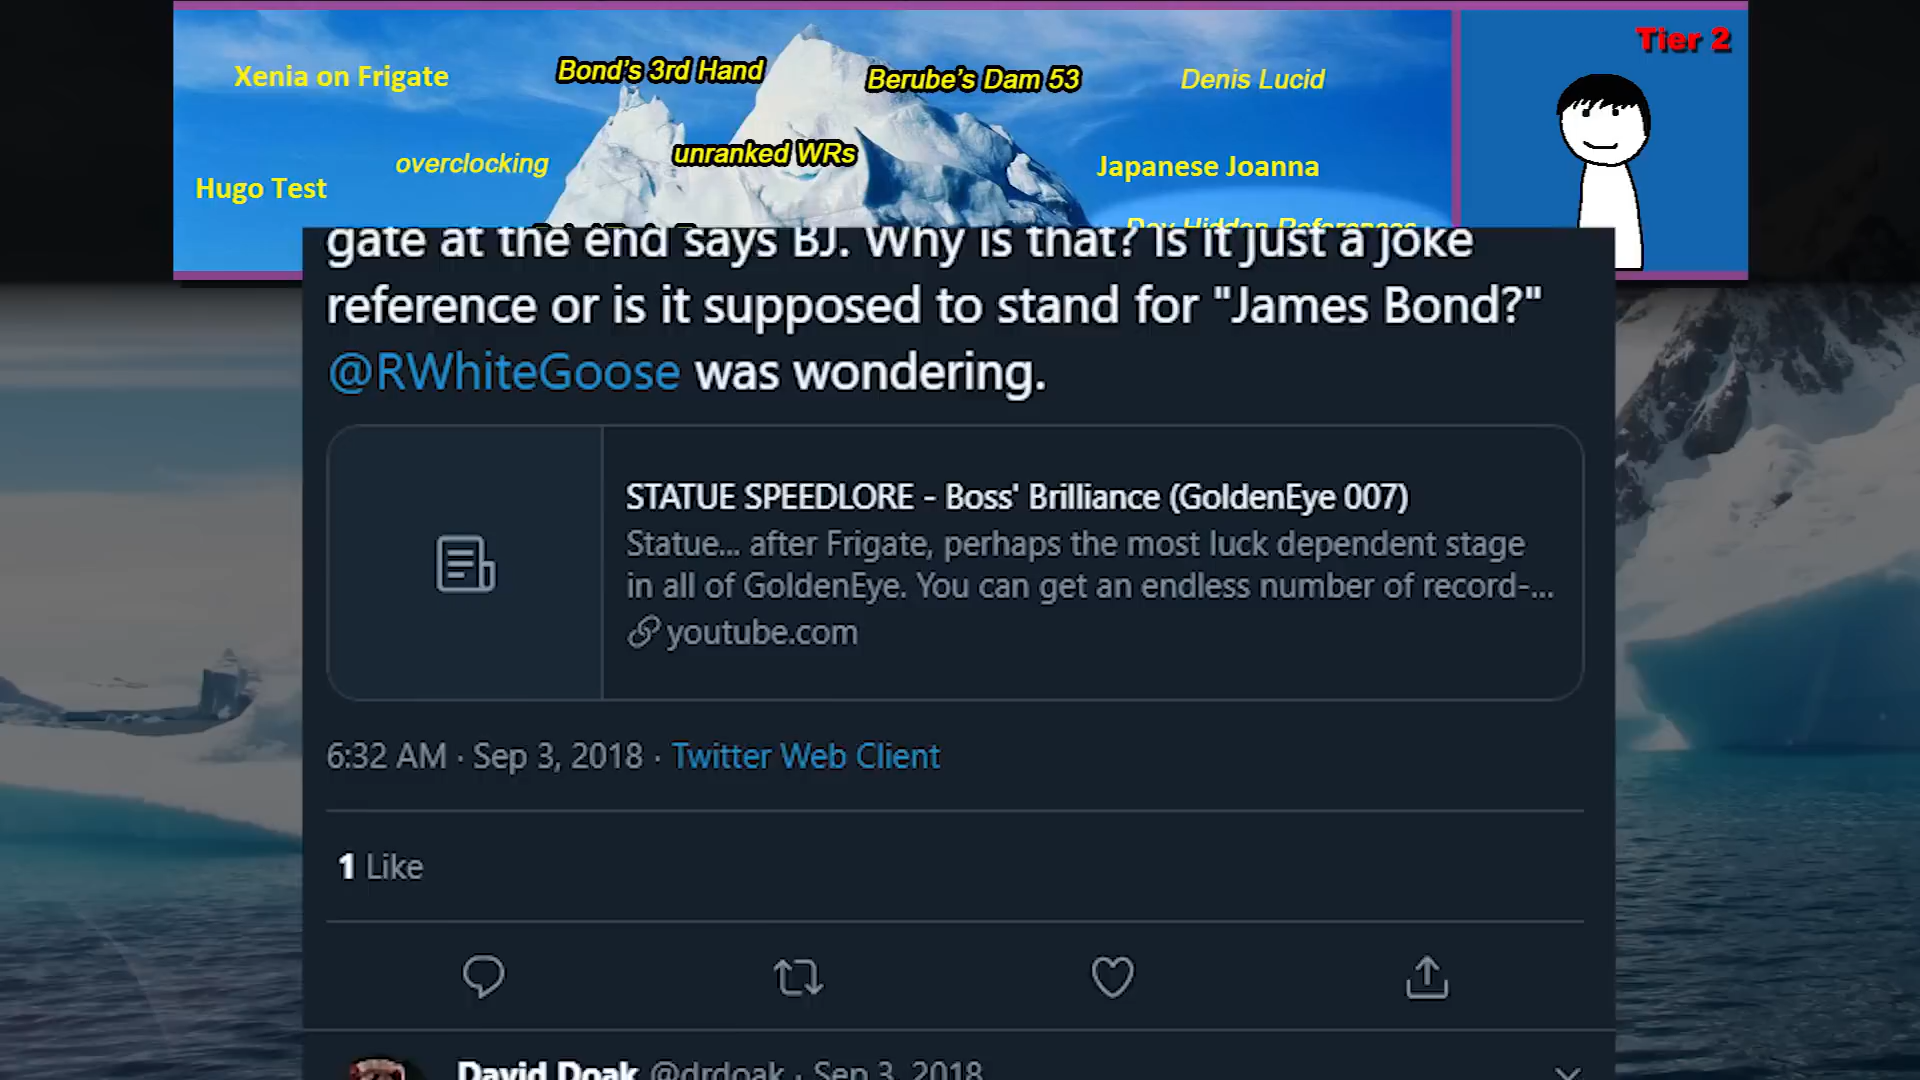 Tier 2
Xenia on Frigate
Bond's 3rd Hand
Berube's Dam 53
Denis Lucid
overclocking
unranked WRs
Japanese Joanna
Hugo Test
Dev Hidden References
gate at the end says BJ. Why is that? Is it just a joke
reference or is it supposed to stand for "James Bond?"
@RWhiteGoose was wondering.
STATUE SPEEDLORE - Boss' Brilliance (GoldenEye 007)
Statue... after Frigate, perhaps the most luck dependent stage
in all of GoldenEye. You can get an endless number of record-...
youtube.com
6:32 AM · Sep 3, 2018 · Twitter Web Client
1 Like
David Doak @drdoak · Sep 3, 2018